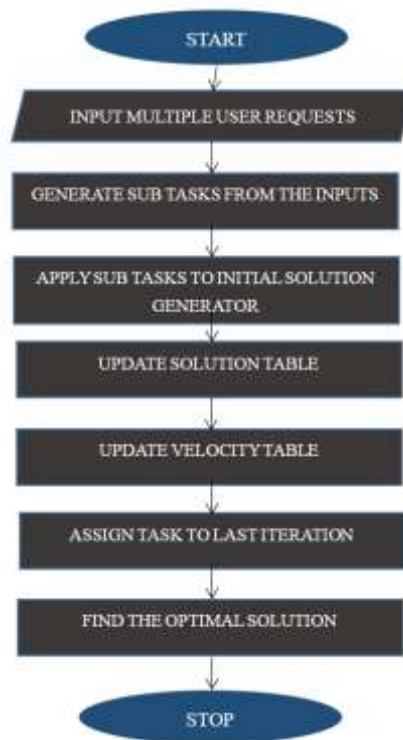 START
INPUT MULTIPLE USER REQUESTS
GENERATE SUB TASKS FROM THE INPUTS
APPLY SUB TASKS TO INITIAL SOLUTION
GENERATOR
UPDATE SOLUTION TABLE
UPDATE VELOCITY TABLE
ASSIGN TASK TO LAST ITERATION
FIND THE OPTIMAL SOLUTION
STOP